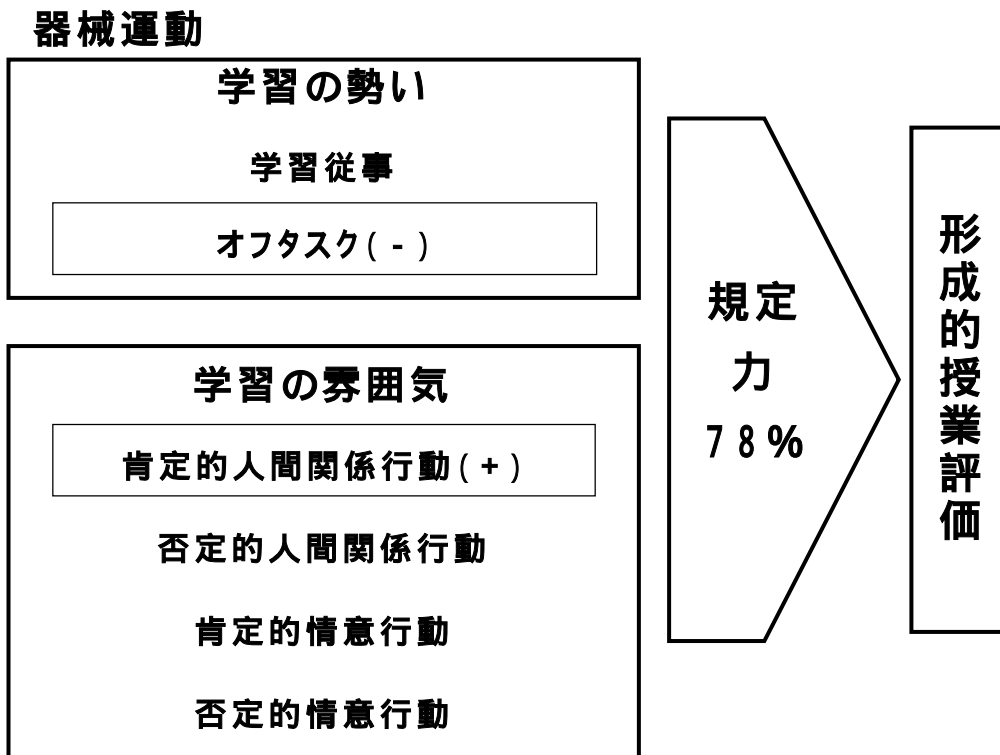 器械運動
学習の勢い
学習従事
オフタスク(-)
学習の雰囲気
肯定的人間関係行動(+)
否定的人間関係行動
肯定的情意行動
否定的情意行動
規定
力
78%
形成的授業評価